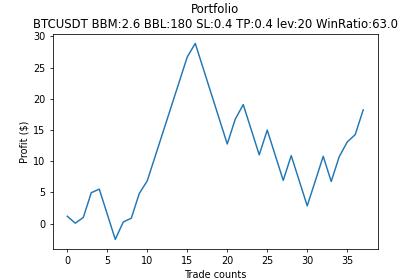 Portfolio
BTCUSDT BBM:2.6 BBL:180 SL:0.4 TP:0.4 lev:20 WinRatio:63.0
30
25
20
15
10
5
0
Profit ($)
0 5 10 15 20 25 30 35
Trade counts